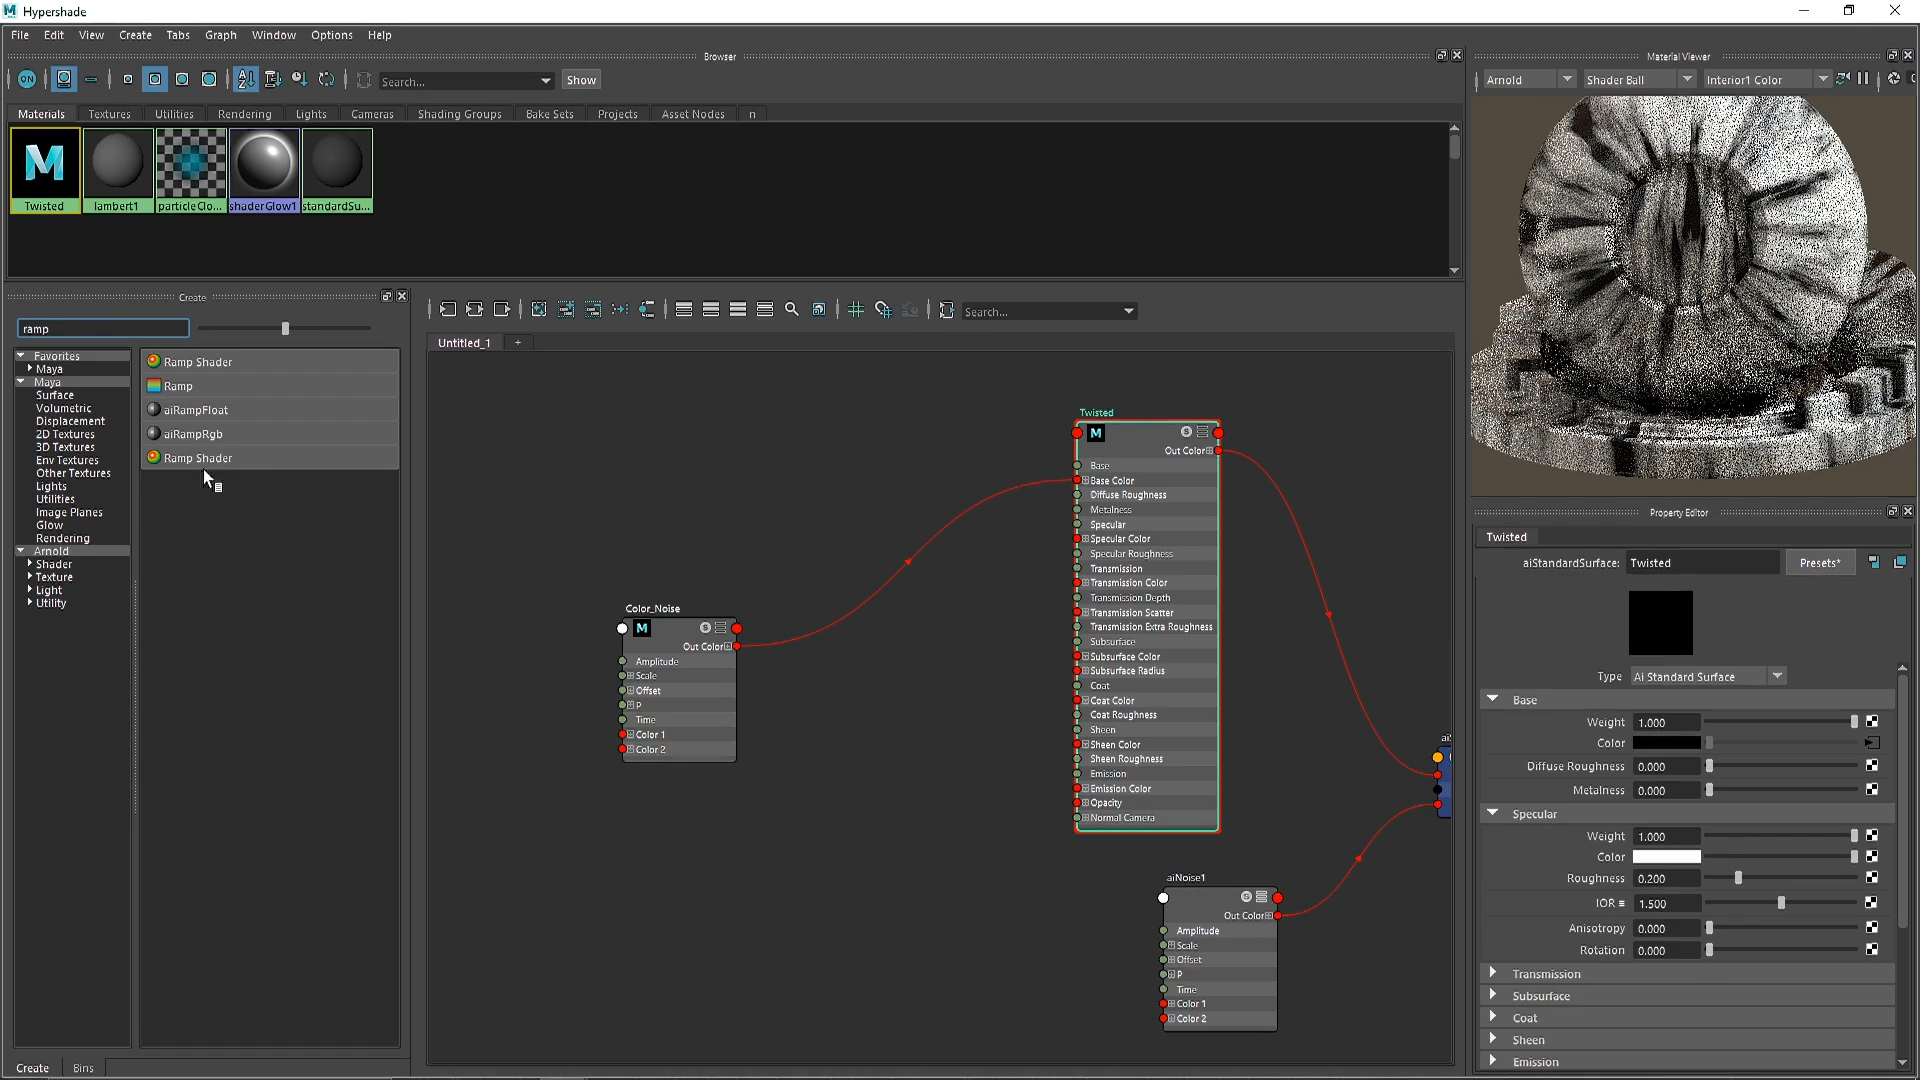 Hypershade
File Edit View Create Tabs Graph Window Options Help
Browser
ON
Search...
Show
Materials Textures Utilities Rendering Lights Cameras Shading Groups Bake Sets Projects Asset Nodes n
Twisted lambert1 particleClo... shaderGlow1 standardSu...
Create
ramp
Favorites
Maya
Maya
Surface
Volumetric
Displacement
2D Textures
3D Textures
Env Textures
Other Textures
Lights
Utilities
Image Planes
Glow
Rendering
Arnold
Shader
Texture
Light
Utility
Ramp Shader
Ramp
aiRampFloat
aiRampRgb
Ramp Shader
Create Bins
Search...
Untitled_1 +
Color_Noise
M S
Out Color
Amplitude
Scale
Offset
P
Time
Color 1
Color 2
Twisted
M S
Out Color
Base
Base Color
Diffuse Roughness
Metalness
Specular
Specular Color
Specular Roughness
Transmission
Transmission Color
Transmission Depth
Transmission Scatter
Transmission Extra Roughness
Subsurface
Subsurface Color
Subsurface Radius
Coat
Coat Color
Coat Roughness
Sheen
Sheen Color
Sheen Roughness
Emission
Emission Color
Opacity
Normal Camera
aiNoise1
S
Out Color
Amplitude
Scale
Offset
P
Time
Color 1
Color 2
Material Viewer
Arnold Shader Ball Interior1 Color
Property Editor
Twisted
aiStandardSurface: Twisted Presets*
Type Ai Standard Surface
Base
Weight 1.000
Color
Diffuse Roughness 0.000
Metalness 0.000
Specular
Weight 1.000
Color
Roughness 0.200
IOR 1.500
Anisotropy 0.000
Rotation 0.000
Transmission
Subsurface
Coat
Sheen
Emission